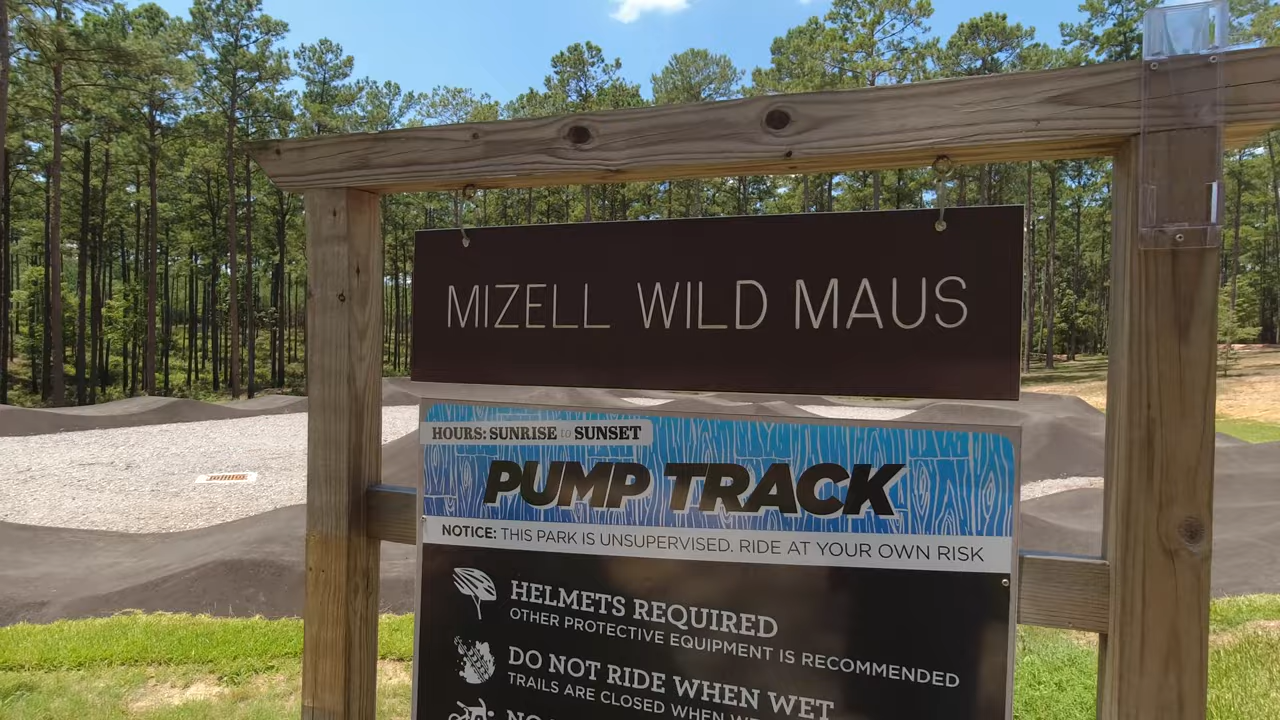 MIZELL WILD MAUS
HOURS: SUNRISE to SUNSET
PUMP TRACK
NOTICE: THIS PARK IS UNSUPERVISED. RIDE AT YOUR OWN RISK
HELMETS REQUIRED
OTHER PROTECTIVE EQUIPMENT IS RECOMMENDED
DO NOT RIDE WHEN WET
TRAILS ARE CLOSED WHEN